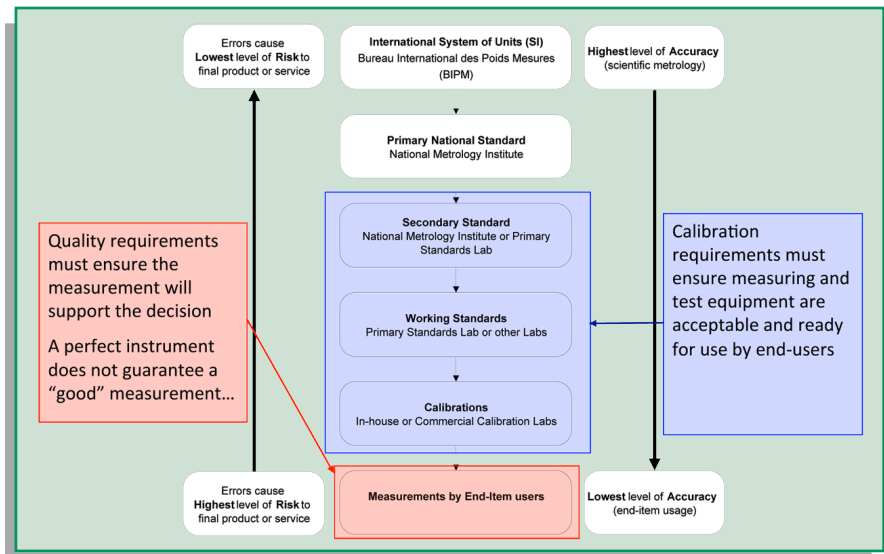 Errors cause
Lowest level of Risk to
final product or service
International System of Units (SI)
Bureau International des Poids Mesures
(BIPM)
Highest level of Accuracy
(scientific metrology)
Primary National Standard
National Metrology Institute
Quality requirements
must ensure the
measurement will
support the decision
A perfect instrument
does not guarantee a
“good” measurement…
Secondary Standard
National Metrology Institute or Primary
Standards Lab
Working Standards
Primary Standards Lab or other Labs
Calibrations
In-house or Commercial Calibration Labs
Calibration
requirements must
ensure measuring and
test equipment are
acceptable and ready
for use by end-users
Errors cause
Highest level of Risk to
final product or service
Measurements by End-Item users
Lowest level of Accuracy
(end-item usage)